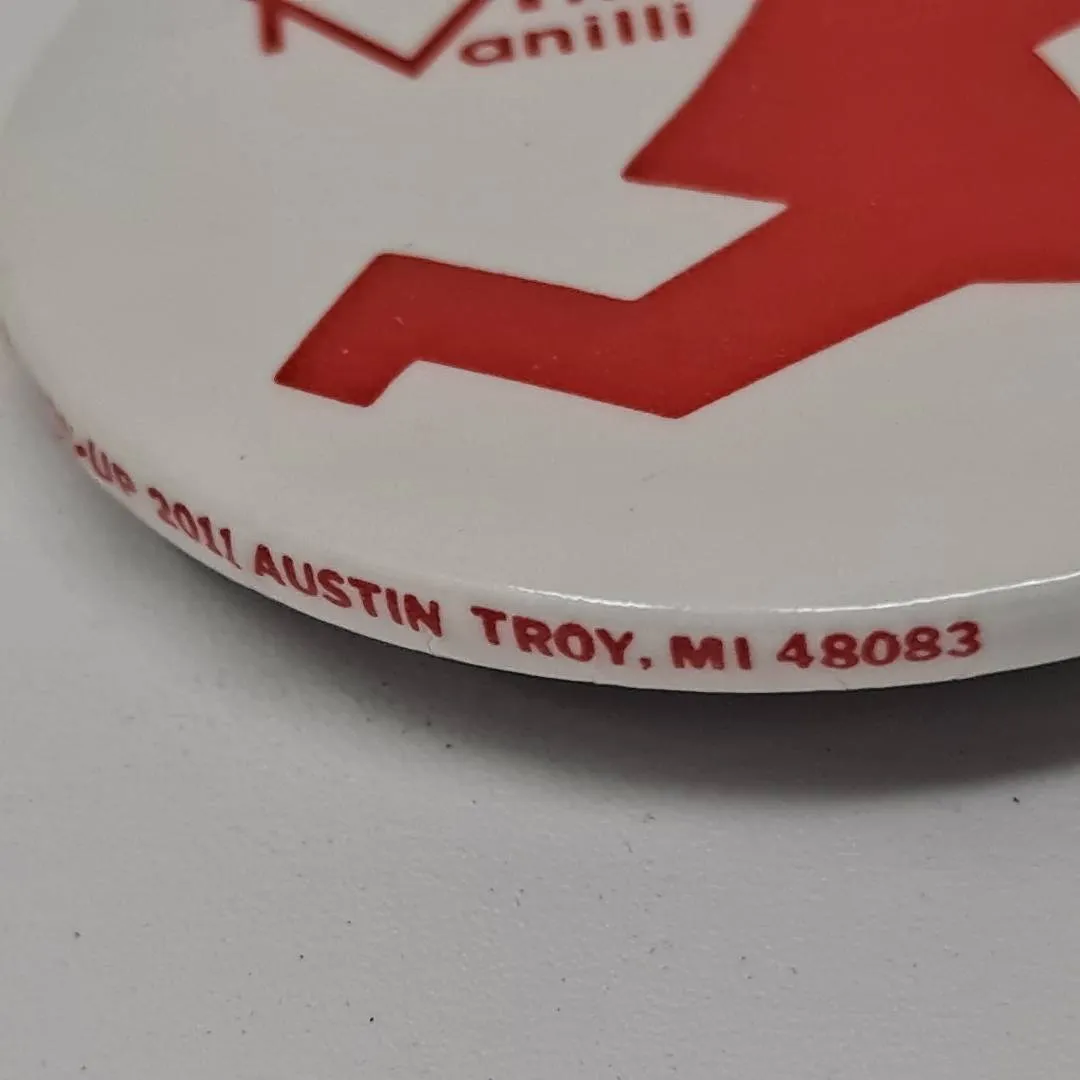 anilli
-UP 2011 AUSTIN TROY, MI 48083